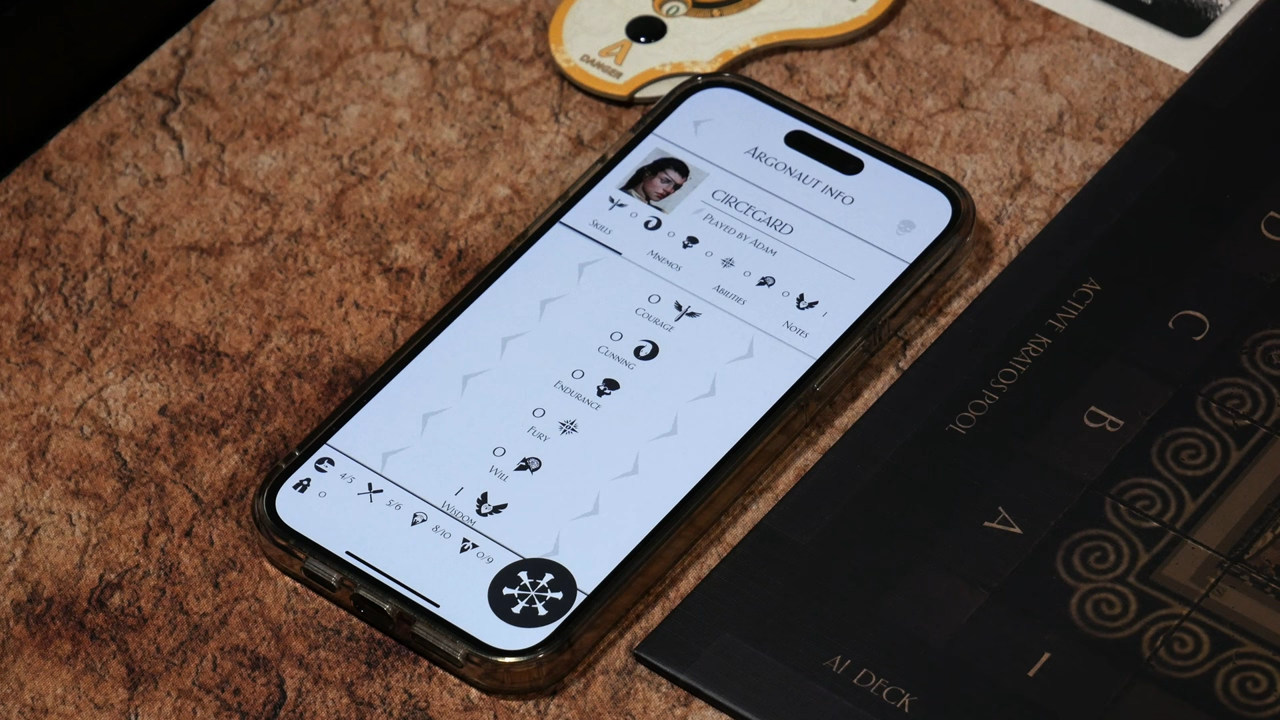 DANGER
ARGONAUT INFO
CIRCEGARD
PLAYED BY ADAM
0 0 0 0 0 1
SKILLS MNEMOS ABILITIES NOTES
0
COURAGE
0
CUNNING
0
ENDURANCE
0
FURY
0
WILL
1
WISDOM
4/5 5/6 8/10 0/9
0
ACTIVE KRATOS POOL
D
C
B
A
I
AI DECK